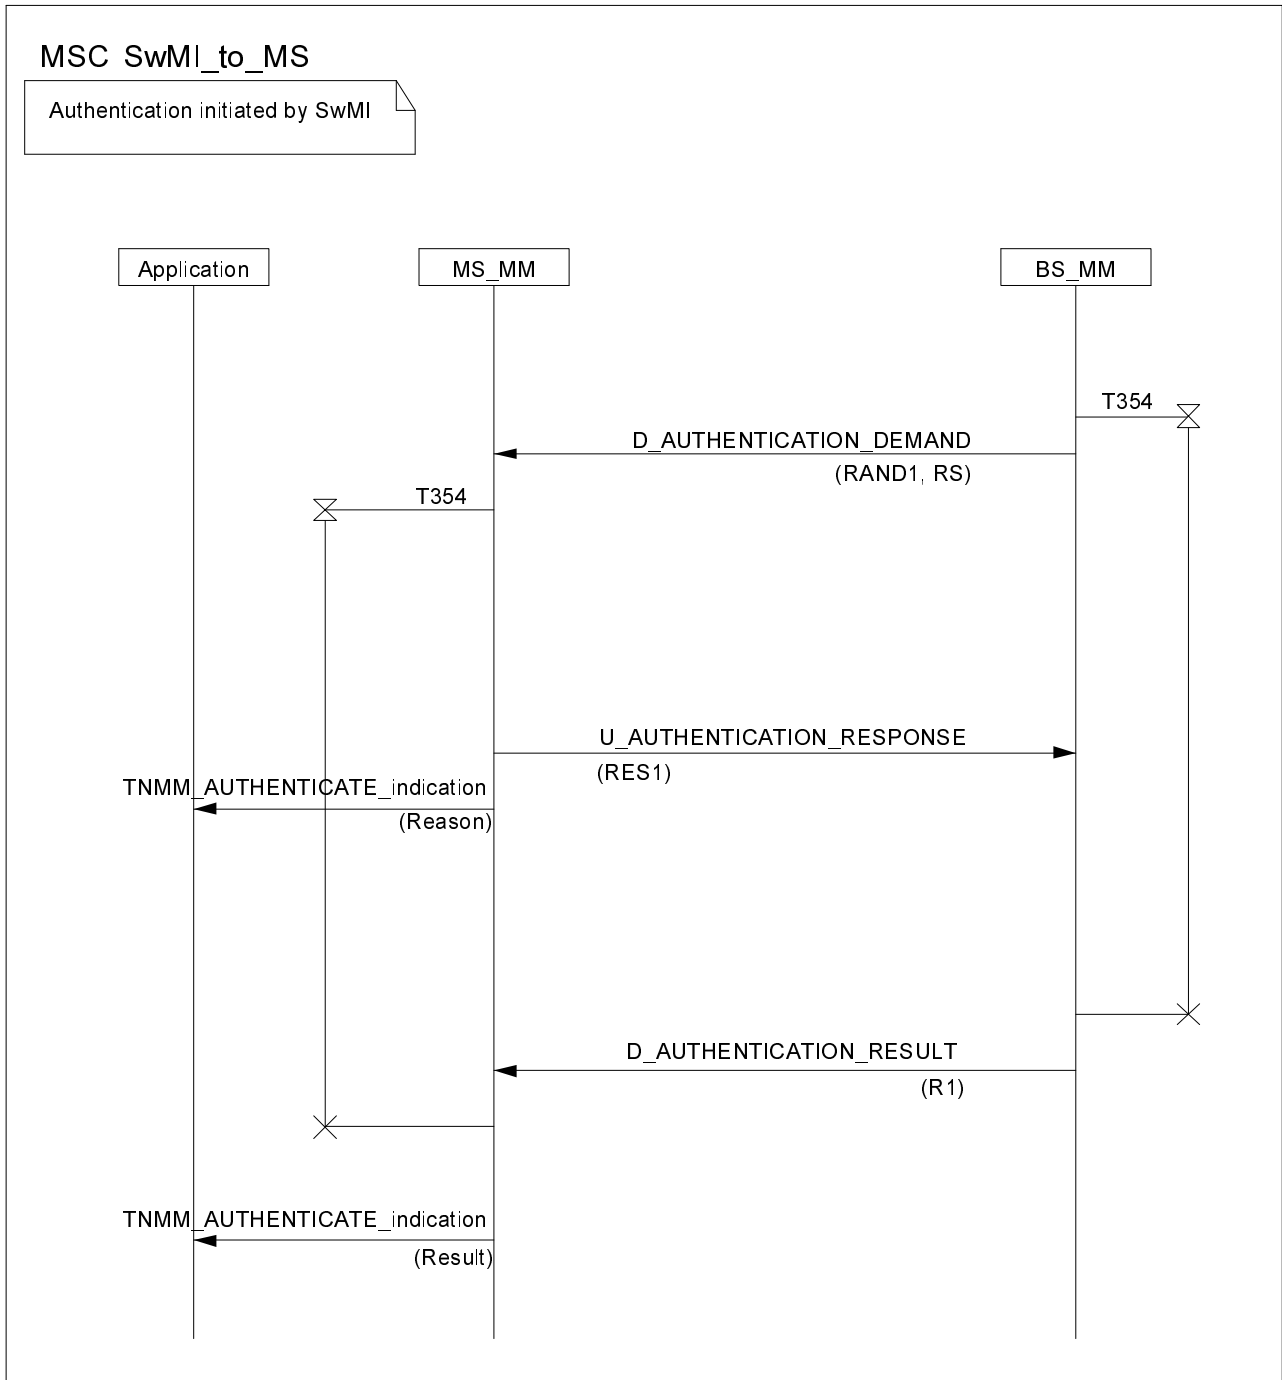 MSC SwMI_to_MS
Authentication initiated by SwMI
Application
MS_MM
BS_MM
T354
D_AUTHENTICATION_DEMAND
(RAND1, RS)
T354
U_AUTHENTICATION_RESPONSE
(RES1)
TNMM_AUTHENTICATE_indication
(Reason)
D_AUTHENTICATION_RESULT
(R1)
TNMM_AUTHENTICATE_indication
(Result)